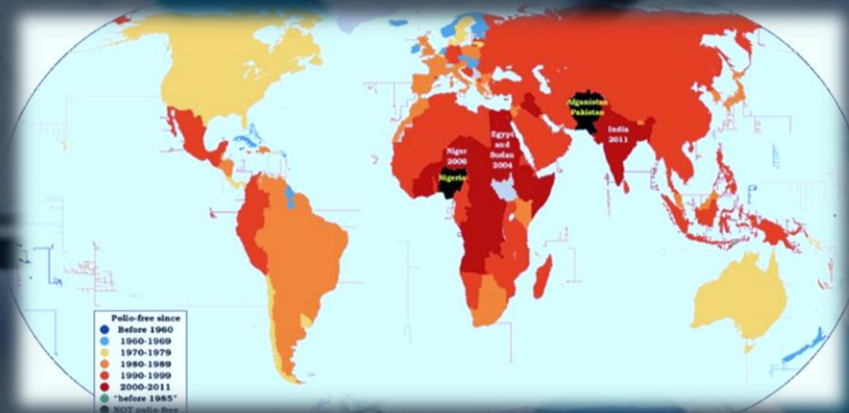 Afganistan
Pakistan
India
2011
Egypt
and
Sudan
2004
Niger
2006
Nigeria
Polio-free since
Before 1960
1960-1969
1970-1979
1980-1989
1990-1999
2000-2011
"before 1985"
NOT polio-free